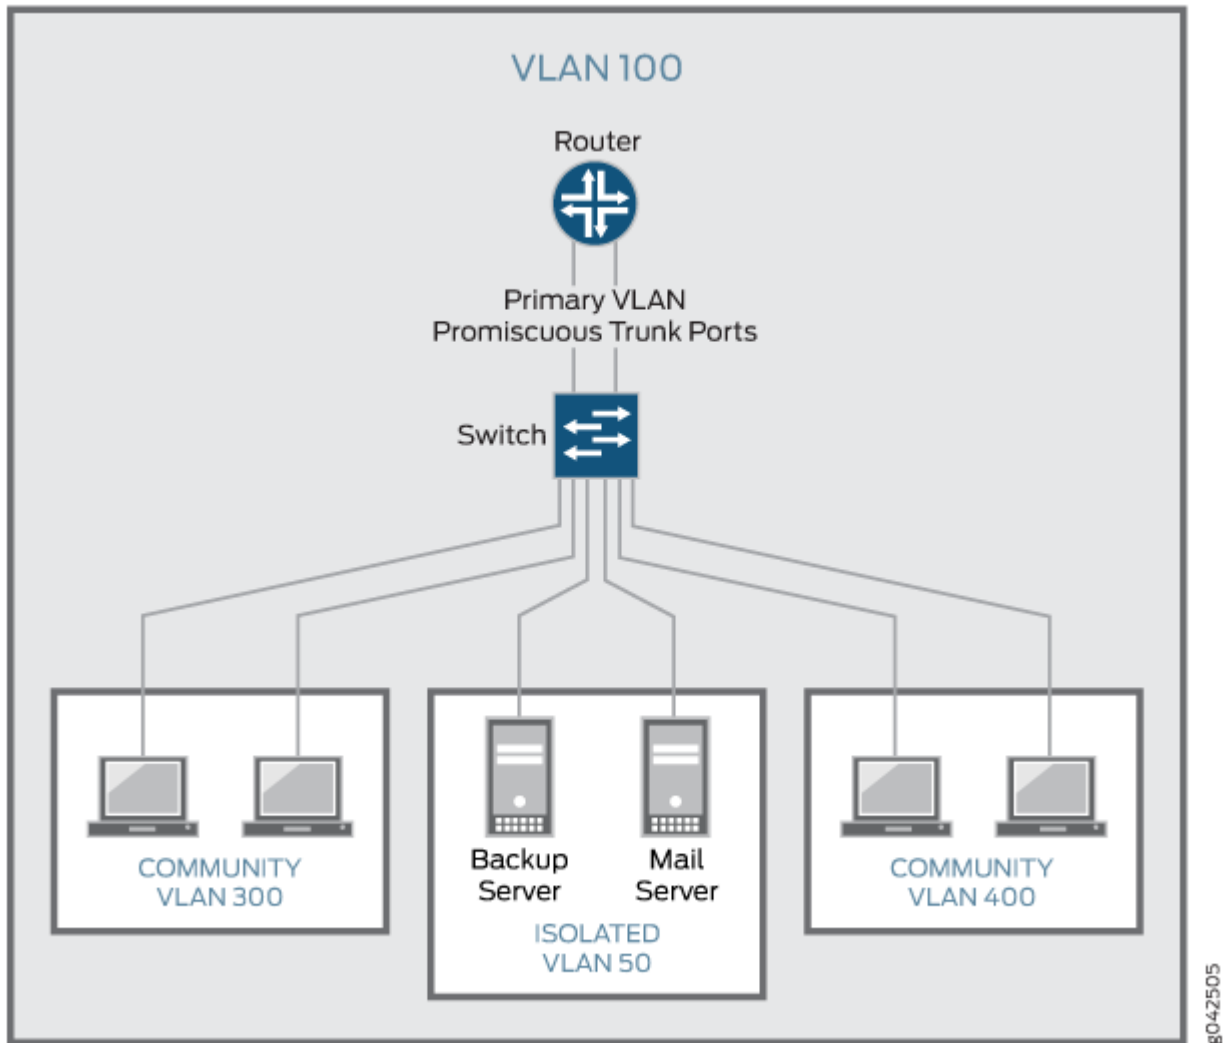 VLAN 100
Router
Primary VLAN
Promiscuous Trunk Ports
Switch
COMMUNITY
VLAN 300
Backup
Server
Mail
Server
ISOLATED
VLAN 50
COMMUNITY
VLAN 400
g042505